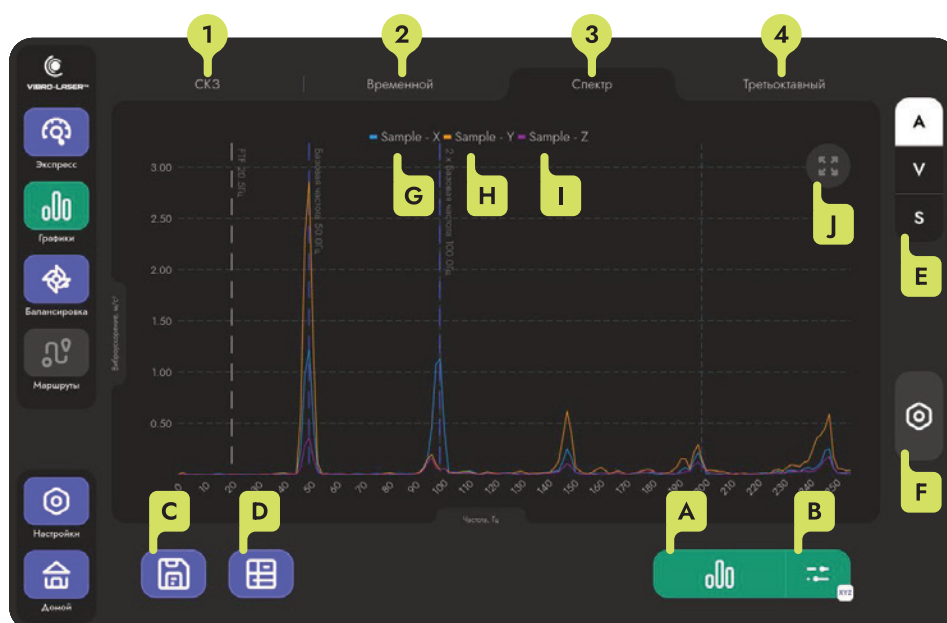 1
2
3
4
VIBRO-LASER™
СКЗ
Временной
Спектр
Третьоктавный
Sample - X
Sample - Y
Sample - Z
G
H
I
J
A
V
S
E
F
Экспресс
Графики
Балансировка
Маршруты
Настройки
Домой
Виброускорение, м/с²
3.00
2.50
2.00
1.50
1.00
0.50
FTF 20.5Гц
Базовая частота 50.0Гц
2 x Базовая частота 100.0Гц
0
10
20
30
40
50
60
70
80
90
100
110
120
130
140
150
160
170
180
190
200
210
220
230
240
250
Частота, Гц
C
D
A
B
XYZ